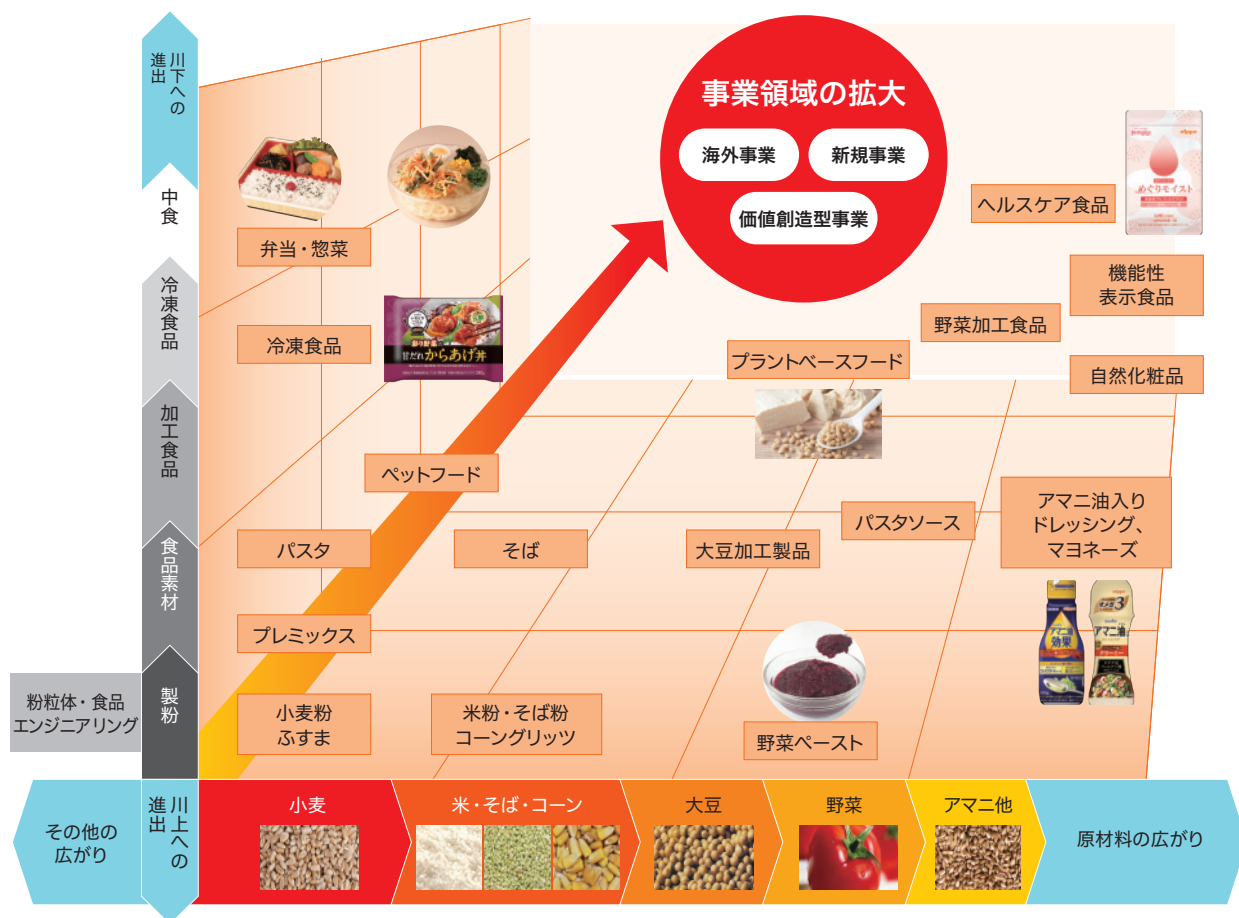 川下への
進出
中食
冷凍食品
加工食品
食品素材
製粉
粉粒体・食品
エンジニアリング
川上への
進出
その他の
広がり
事業領域の拡大
海外事業
新規事業
価値創造型事業
弁当・惣菜
冷凍食品
からあげ丼
ヘルスケア食品
めぐりモイスト
機能性
表示食品
野菜加工食品
プラントベースフード
自然化粧品
ペットフード
パスタ
そば
大豆加工製品
パスタソース
アマニ油入り
ドレッシング、
マヨネーズ
プレミックス
アマニ油
効果
アマニ油
小麦粉
ふすま
米粉・そば粉
コーングリッツ
野菜ペースト
小麦
米・そば・コーン
大豆
野菜
アマニ他
原材料の広がり